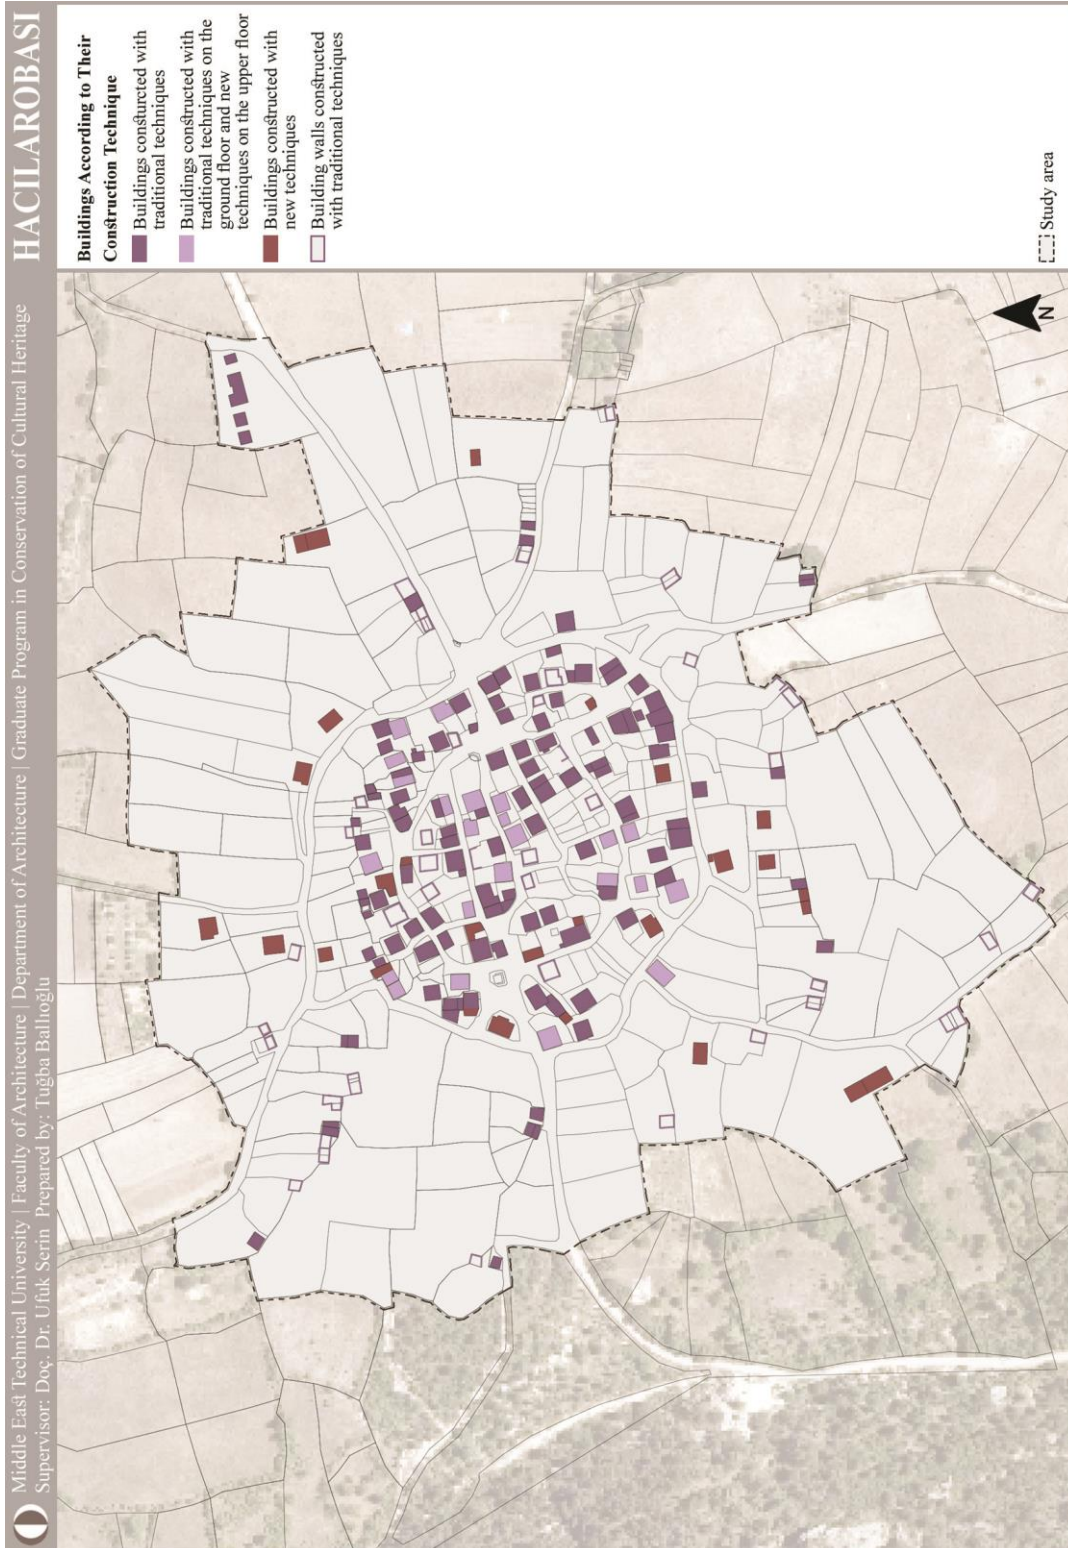 Middle East Technical University | Faculty of Architecture | Department of Architecture | Graduate Program in Conservation of Cultural Heritage
Supervisor: Doç. Dr. Ufuk Serin Prepared by: Tuğba Ballıoğlu
HACILAROBASI
Buildings According to Their
Construction Technique
Buildings consturcted with
traditional techniques
Buildings constructed with
traditional techniques on the
ground floor and new
techniques on the upper floor
Buildings constructed with
new techniques
Building walls constructed
with traditional techniques
Study area
N